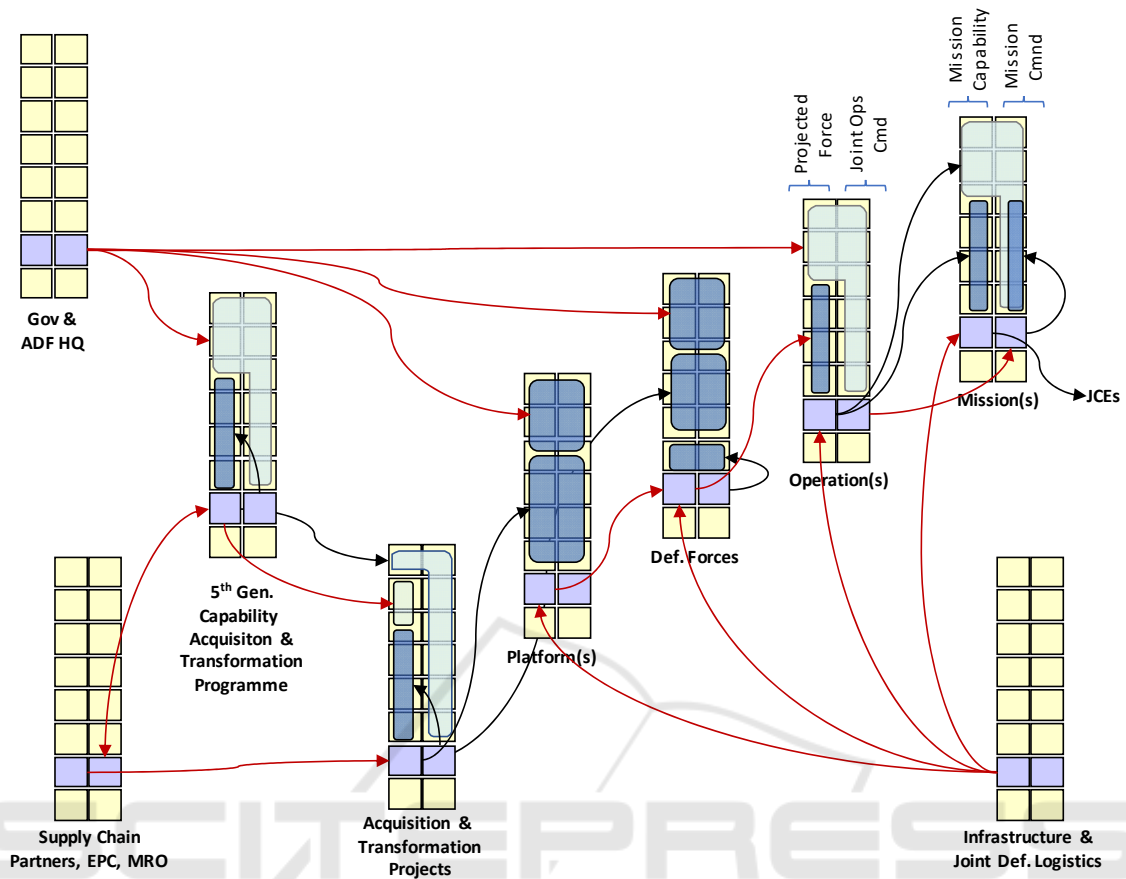 Mission
Capability
Mission
Cmnd
Projected
Force
Joint Ops
Cmd
Gov &
ADF HQ
Mission(s)
JCEs
Operation(s)
Def. Forces
5th Gen.
Capability
Acquisiton &
Transformation
Programme
Platform(s)
Supply Chain
Partners, EPC, MRO
Acquisition &
Transformation
Projects
Infrastructure &
Joint Def. Logistics
SCITEPRESS